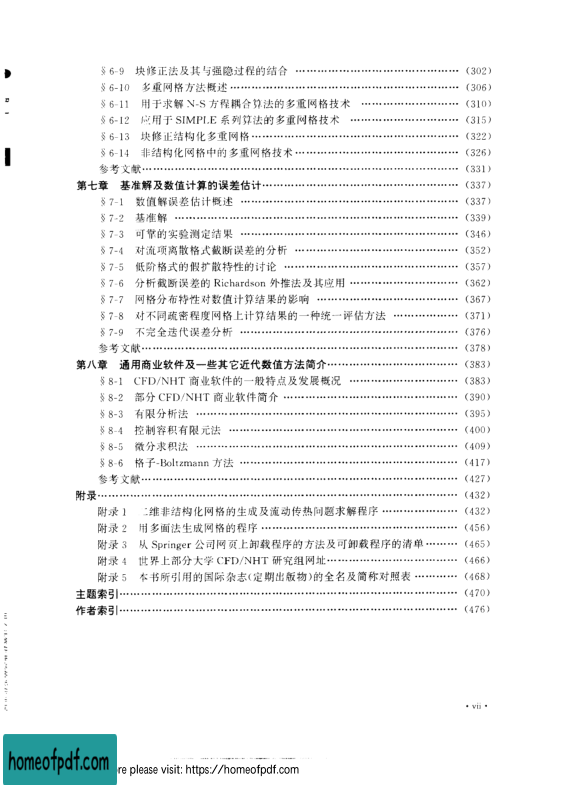 §6-9 块修正法及其与强隐过程的结合 …………………………………… (302)
§6-10 多重网格方法概述 …………………………………………… (306)
§6-11 用于求解 N-S 方程耦合算法的多重网格技术 ………………… (310)
§6-12 应用于 SIMPLE 系列算法的多重网格技术 …………………… (315)
§6-13 块修正结构化多重网格 ……………………………………… (322)
§6-14 非结构化网格中的多重网格技术 …………………………… (326)
参考文献 ……………………………………………………………… (331)
第七章 基准解及数值计算的误差估计 ……………………………… (337)
§7-1 数值解误差估计概述 ………………………………………… (337)
§7-2 基准解 ………………………………………………………… (339)
§7-3 可靠的实验测定结果 ………………………………………… (346)
§7-4 对流项离散格式截断误差的分析 …………………………… (352)
§7-5 低阶格式的假扩散特性的讨论 ……………………………… (357)
§7-6 分析截断误差的 Richardson 外推法及其应用 ……………… (362)
§7-7 网格分布特性对数值计算结果的影响 ……………………… (367)
§7-8 对不同疏密程度网格上计算结果的一种统一评估方法 …… (371)
§7-9 不完全迭代误差分析 ………………………………………… (376)
参考文献 ……………………………………………………………… (378)
第八章 通用商业软件及一些其它近代数值方法简介 ……………… (383)
§8-1 CFD/NHT 商业软件的一般特点及发展概况 ………………… (383)
§8-2 部分 CFD/NHT 商业软件简介 ……………………………… (390)
§8-3 有限分析法 …………………………………………………… (395)
§8-4 控制容积有限元法 …………………………………………… (400)
§8-5 微分求积法 …………………………………………………… (409)
§8-6 格子-Boltzmann 方法 ………………………………………… (417)
参考文献 ……………………………………………………………… (427)
附录 …………………………………………………………………… (432)
附录 1 二维非结构化网格的生成及流动传热问题求解程序 ……… (432)
附录 2 用多面法生成网格的程序 …………………………………… (456)
附录 3 从 Springer 公司网页上卸载程序的方法及可卸载程序的清单 ……… (465)
附录 4 世界上部分大学 CFD/NHT 研究组网址 …………………… (466)
附录 5 本书所引用的国际杂志(定期出版物)的全名及简称对照表 ………… (468)
主题索引 ……………………………………………………………… (470)
作者索引 ……………………………………………………………… (476)
· vii ·
homeofpdf.com
re please visit: https://homeofpdf.com